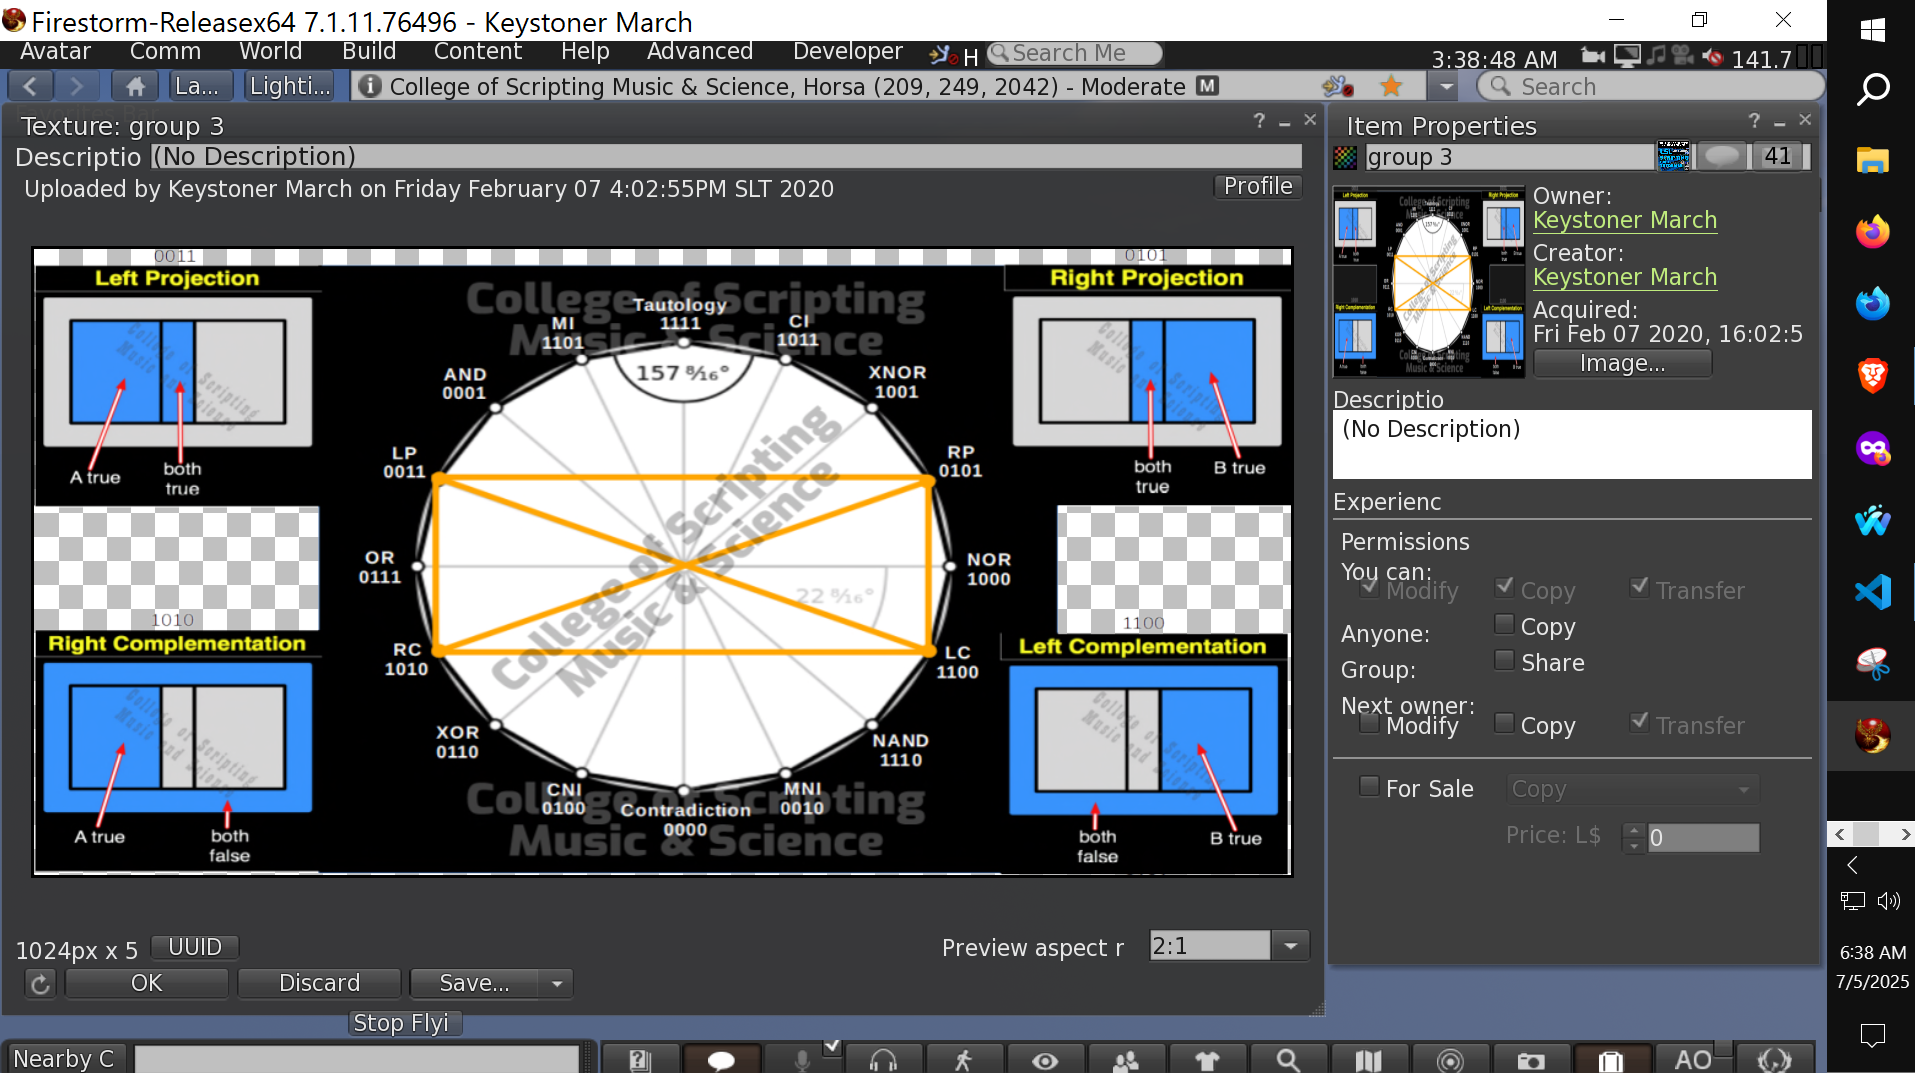 Firestorm-Releasex64 7.1.11.76496 - Keystoner March
Avatar Comm World Build Content Help Advanced Developer H Search Me 3:38:48 AM 141.7
La... Lighti... College of Scripting Music & Science, Horsa (209, 249, 2042) - Moderate M Search
Texture: group 3
Descriptio (No Description)
Uploaded by Keystoner March on Friday February 07 4:02:55PM SLT 2020
Profile
0011
Left Projection
A true
both
true
1010
Right Complementation
A true
both
false
College of Scripting
Music & Science
Tautology
1111
MI
1101
CI
1011
AND
0001
XNOR
1001
157 8/16°
LP
0011
RP
0101
OR
0111
NOR
1000
22 8/16°
College of Scripting
Music & Science
RC
1010
LC
1100
XOR
0110
NAND
1110
CNI
0100
MNI
0010
Contradiction
0000
College of Scripting
Music & Science
0101
Right Projection
both
true
B true
1100
Left Complementation
both
false
B true
1024px x 5 UUID
Preview aspect r 2:1
OK Discard Save...
Stop Flyi
Nearby C
AO
Item Properties
group 3 41
Owner:
Keystoner March
Creator:
Keystoner March
Acquired:
Fri Feb 07 2020, 16:02:5
Image...
Descriptio
(No Description)
Experienc
Permissions
You can:
Modify Copy Transfer
Anyone: Copy
Group: Share
Next owner:
Modify Copy Transfer
For Sale Copy
Price: L$ 0
6:38 AM
7/5/2025